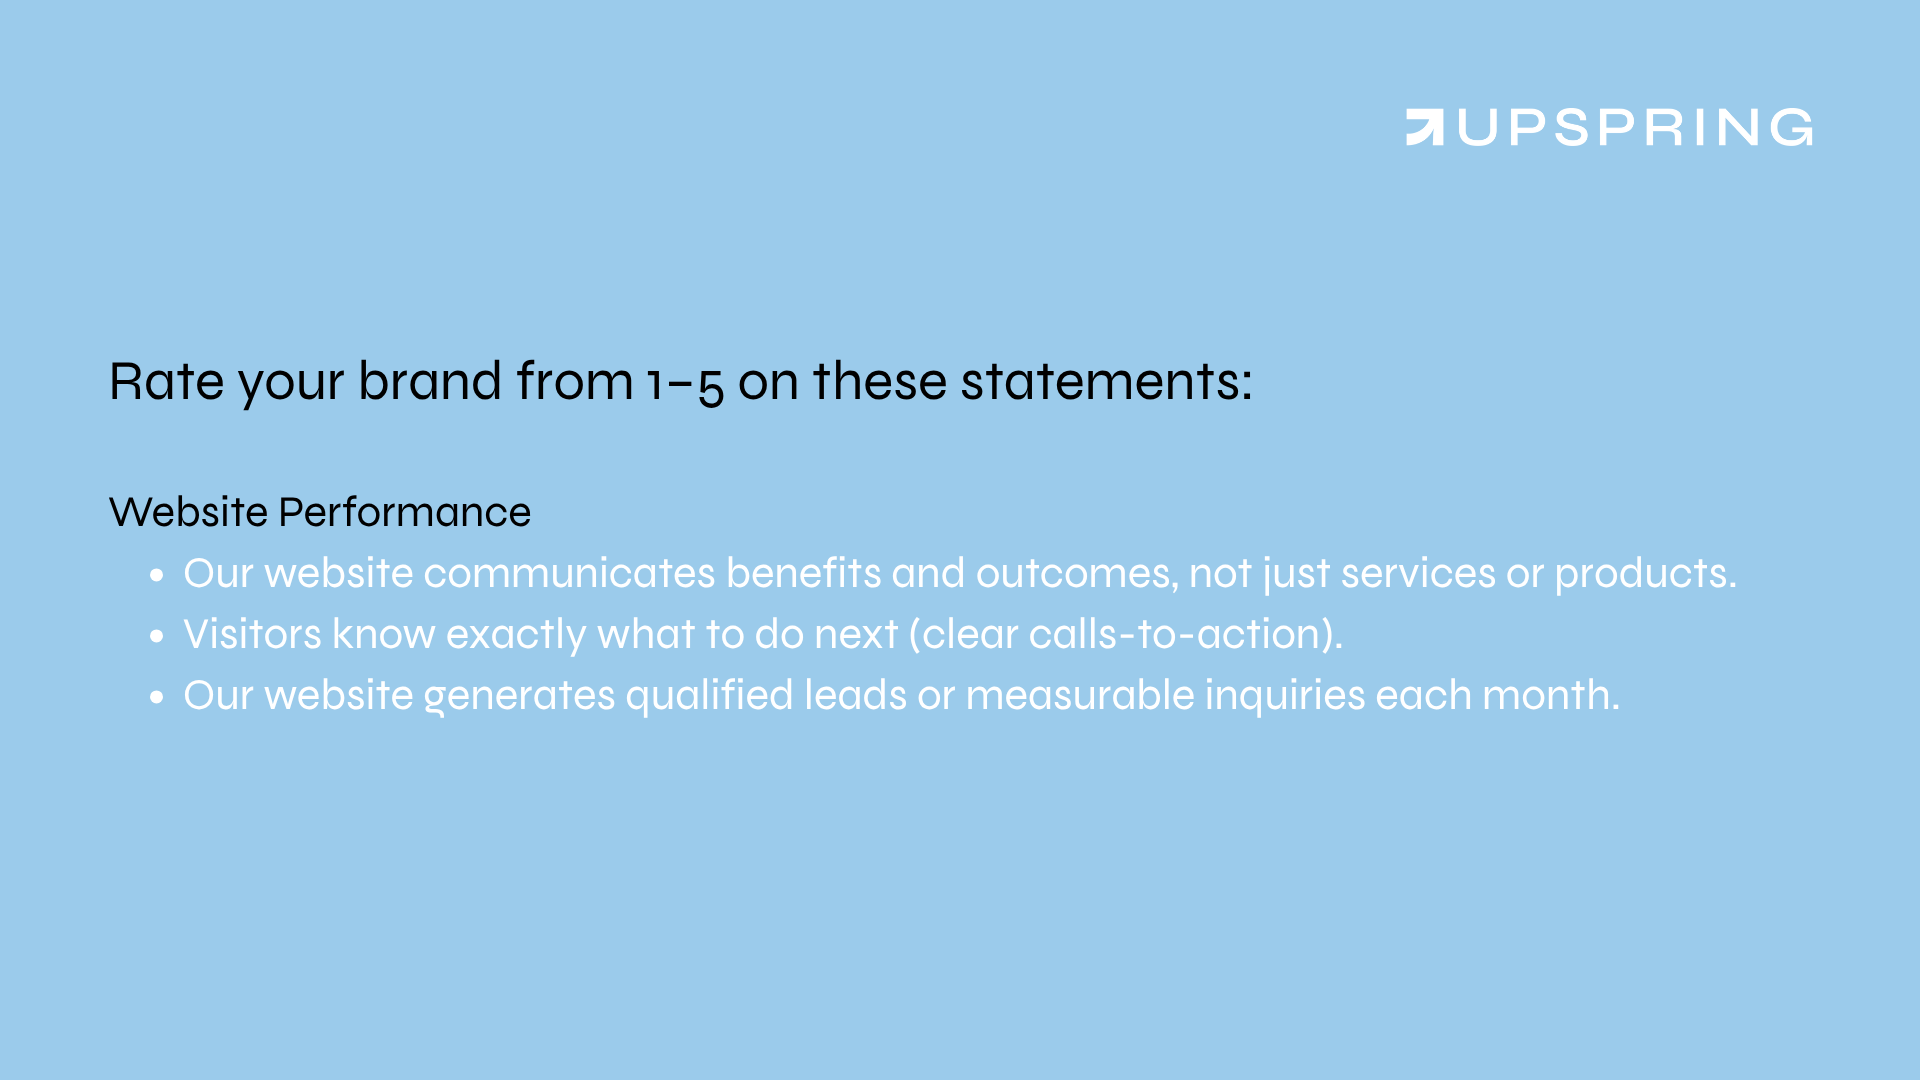 UPSPRING
Rate your brand from 1–5 on these statements:
Website Performance
• Our website communicates benefits and outcomes, not just services or products.
• Visitors know exactly what to do next (clear calls-to-action).
• Our website generates qualified leads or measurable inquiries each month.